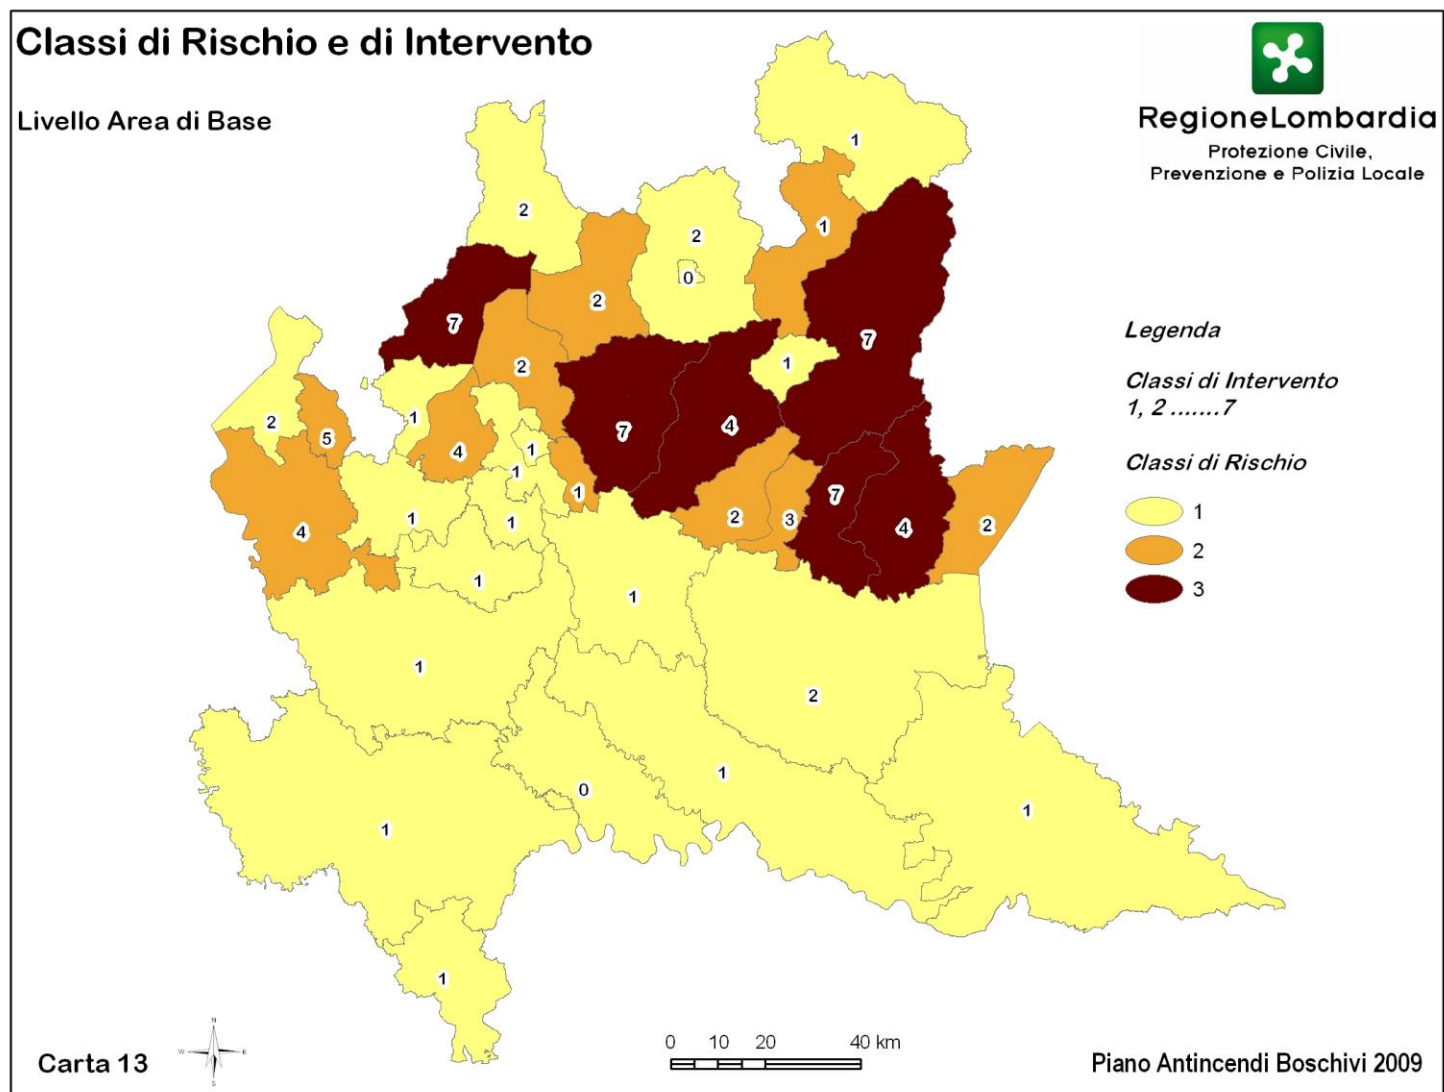 Classi di Rischio e di Intervento
Livello Area di Base
RegioneLombardia
Protezione Civile,
Prevenzione e Polizia Locale
1
2
1
2
0
2
7
7
2
1
2
1
5
4
7
4
1
1
1
7
4
1
2
3
4
2
1
1
1
1
1
2
1
0
1
1
1
Legenda
Classi di Intervento
1, 2 .......7
Classi di Rischio
1
2
3
N
W
E
S
0 10 20 40 km
Carta 13
Piano Antincendi Boschivi 2009